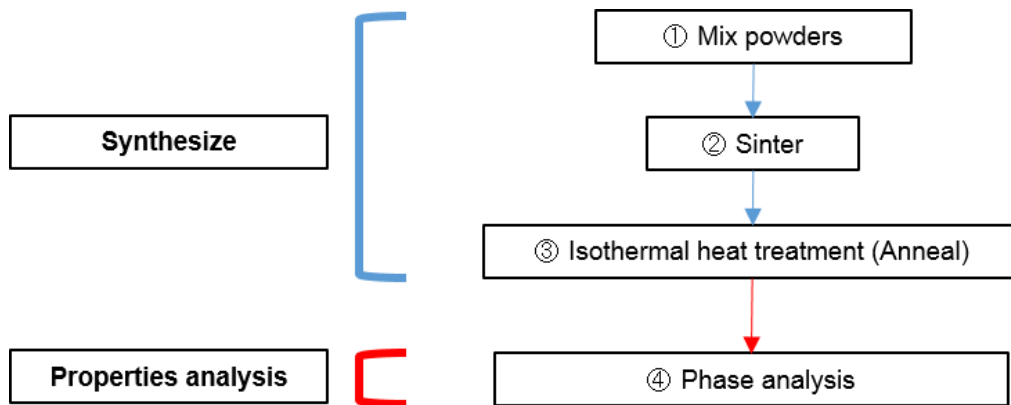 ① Mix powders
Synthesize
② Sinter
③ Isothermal heat treatment (Anneal)
Properties analysis
④ Phase analysis